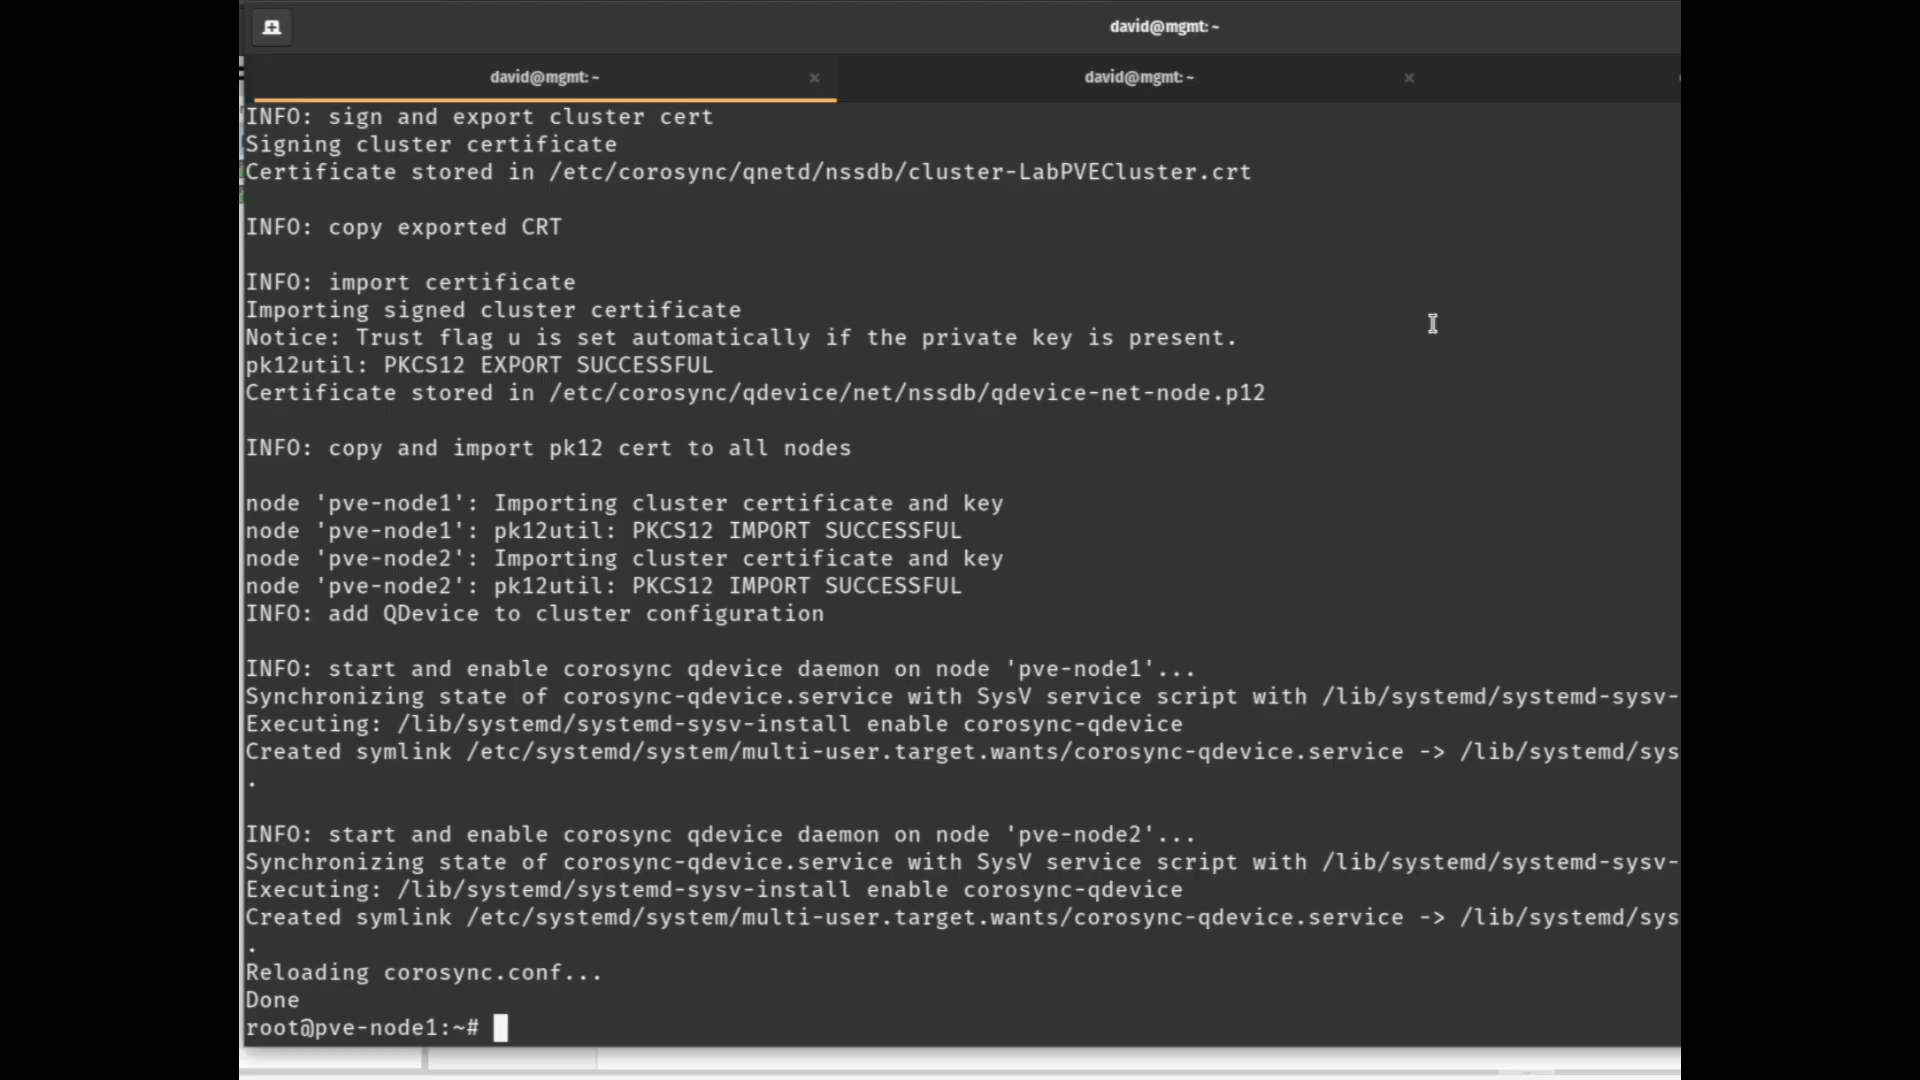 david@mgmt: ~
david@mgmt: ~ ×
david@mgmt: ~ ×
INFO: sign and export cluster cert
Signing cluster certificate
Certificate stored in /etc/corosync/qnetd/nssdb/cluster-LabPVECluster.crt
INFO: copy exported CRT
INFO: import certificate
Importing signed cluster certificate
Notice: Trust flag u is set automatically if the private key is present.
pk12util: PKCS12 EXPORT SUCCESSFUL
Certificate stored in /etc/corosync/qdevice/net/nssdb/qdevice-net-node.p12
INFO: copy and import pk12 cert to all nodes
node 'pve-node1': Importing cluster certificate and key
node 'pve-node1': pk12util: PKCS12 IMPORT SUCCESSFUL
node 'pve-node2': Importing cluster certificate and key
node 'pve-node2': pk12util: PKCS12 IMPORT SUCCESSFUL
INFO: add QDevice to cluster configuration
INFO: start and enable corosync qdevice daemon on node 'pve-node1'...
Synchronizing state of corosync-qdevice.service with SysV service script with /lib/systemd/systemd-sysv-
Executing: /lib/systemd/systemd-sysv-install enable corosync-qdevice
Created symlink /etc/systemd/system/multi-user.target.wants/corosync-qdevice.service -> /lib/systemd/sys
.
INFO: start and enable corosync qdevice daemon on node 'pve-node2'...
Synchronizing state of corosync-qdevice.service with SysV service script with /lib/systemd/systemd-sysv-
Executing: /lib/systemd/systemd-sysv-install enable corosync-qdevice
Created symlink /etc/systemd/system/multi-user.target.wants/corosync-qdevice.service -> /lib/systemd/sys
.
Reloading corosync.conf...
Done
root@pve-node1:~#